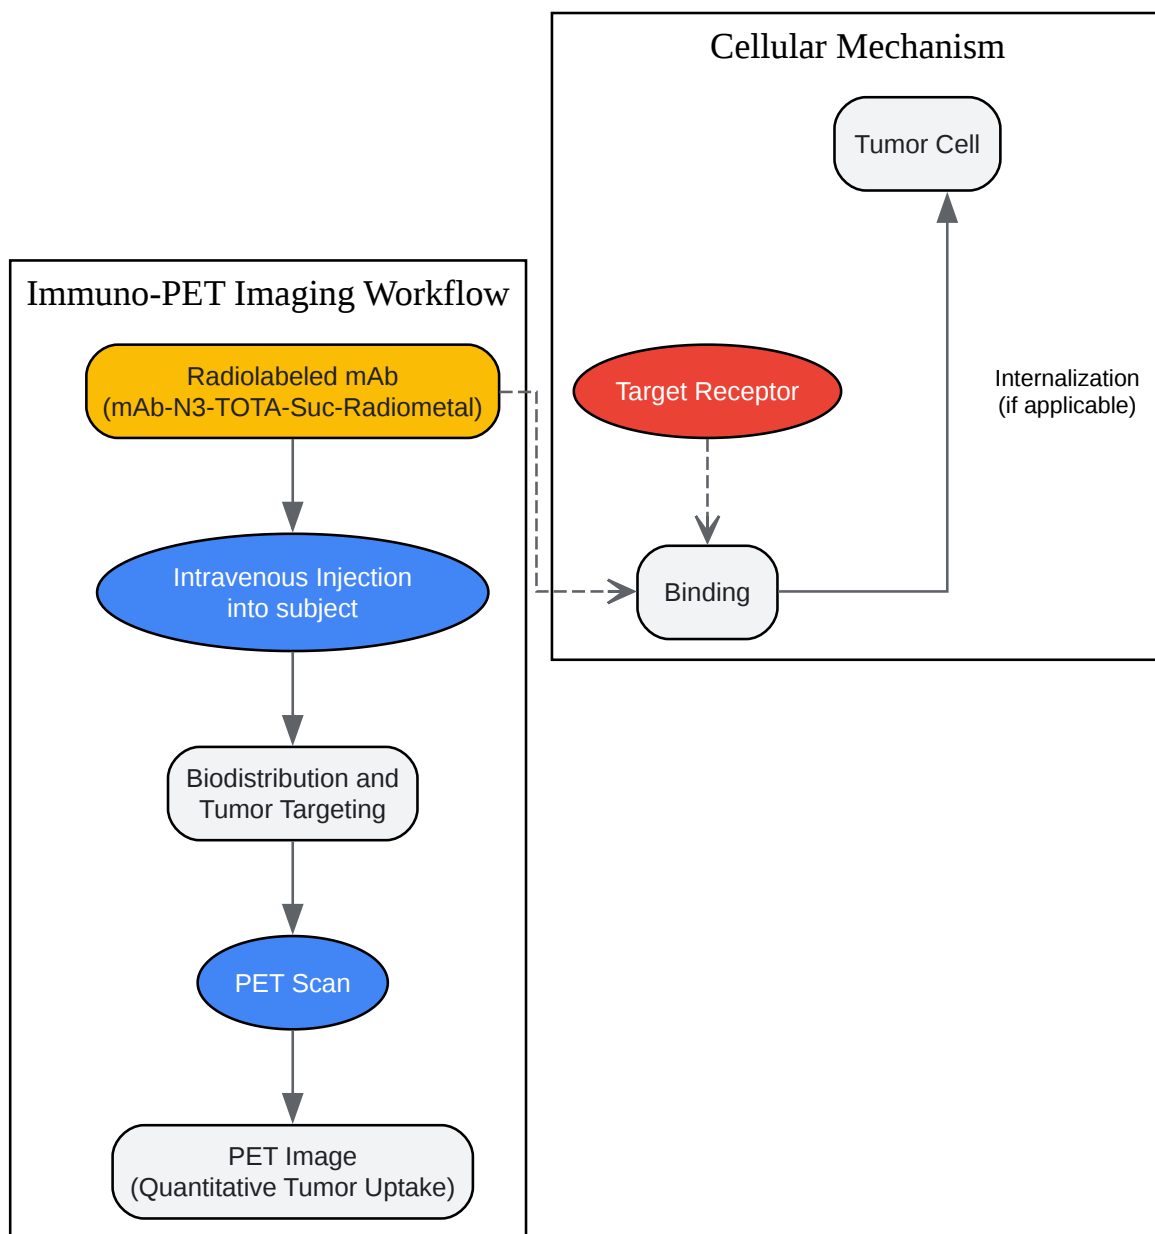 Cellular Mechanism
Tumor Cell
Immuno-PET Imaging Workflow
Radiolabeled mAb
(mAb-N3-TOTA-Suc-Radiometal)
Target Receptor
Internalization
(if applicable)
Intravenous Injection
into subject
Binding
Biodistribution and
Tumor Targeting
PET Scan
PET Image
(Quantitative Tumor Uptake)